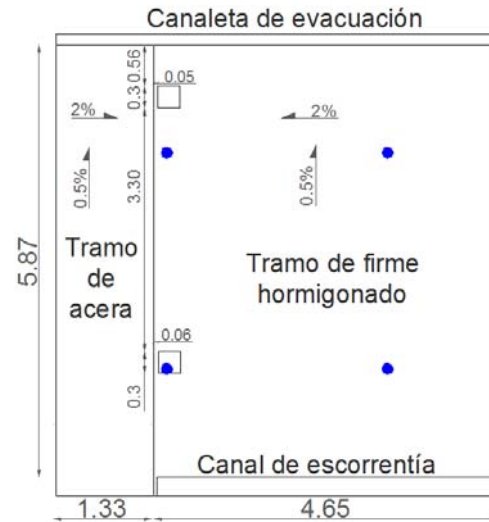 Canaleta de evacuación
0.56
0.05
0.3
2%
2%
0.5%
0.5%
3.30
5.87
Tramo
de
acera
Tramo de firme
hormigonado
0.06
0.3
Canal de escorrentía
1.33
4.65